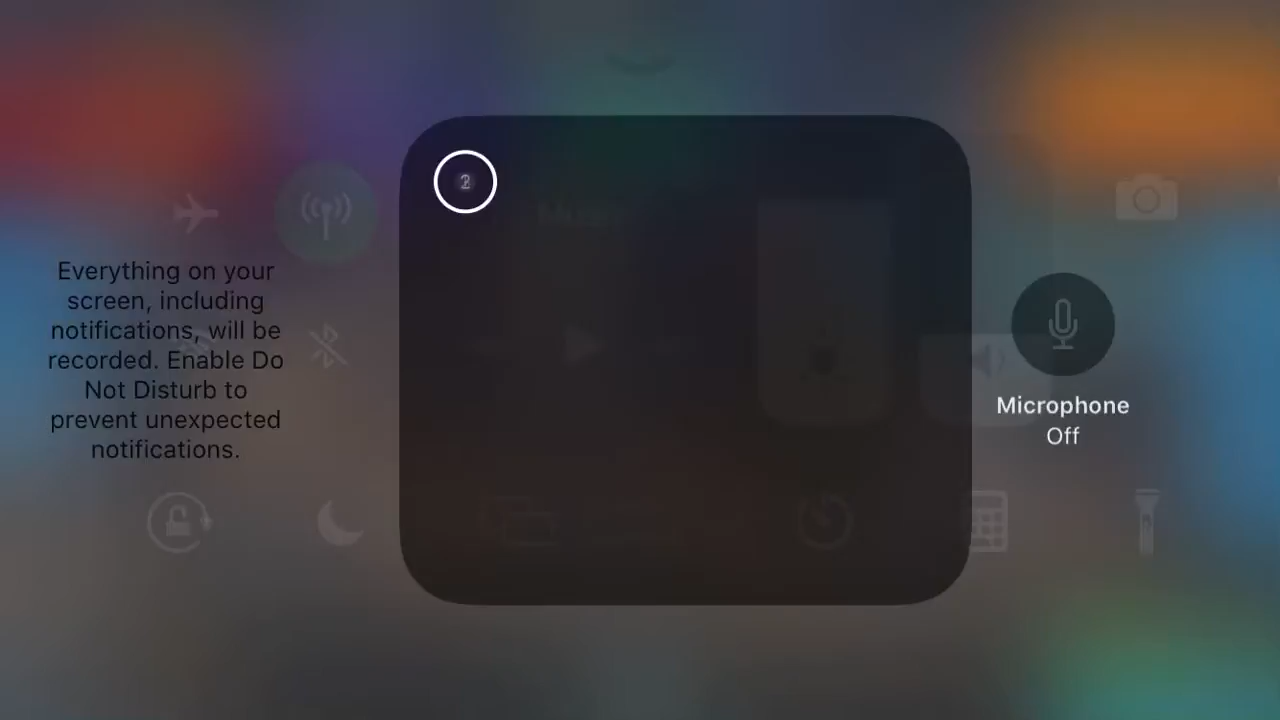 Everything on your
screen, including
notifications, will be
recorded. Enable Do
Not Disturb to
prevent unexpected
notifications.
Microphone
Off